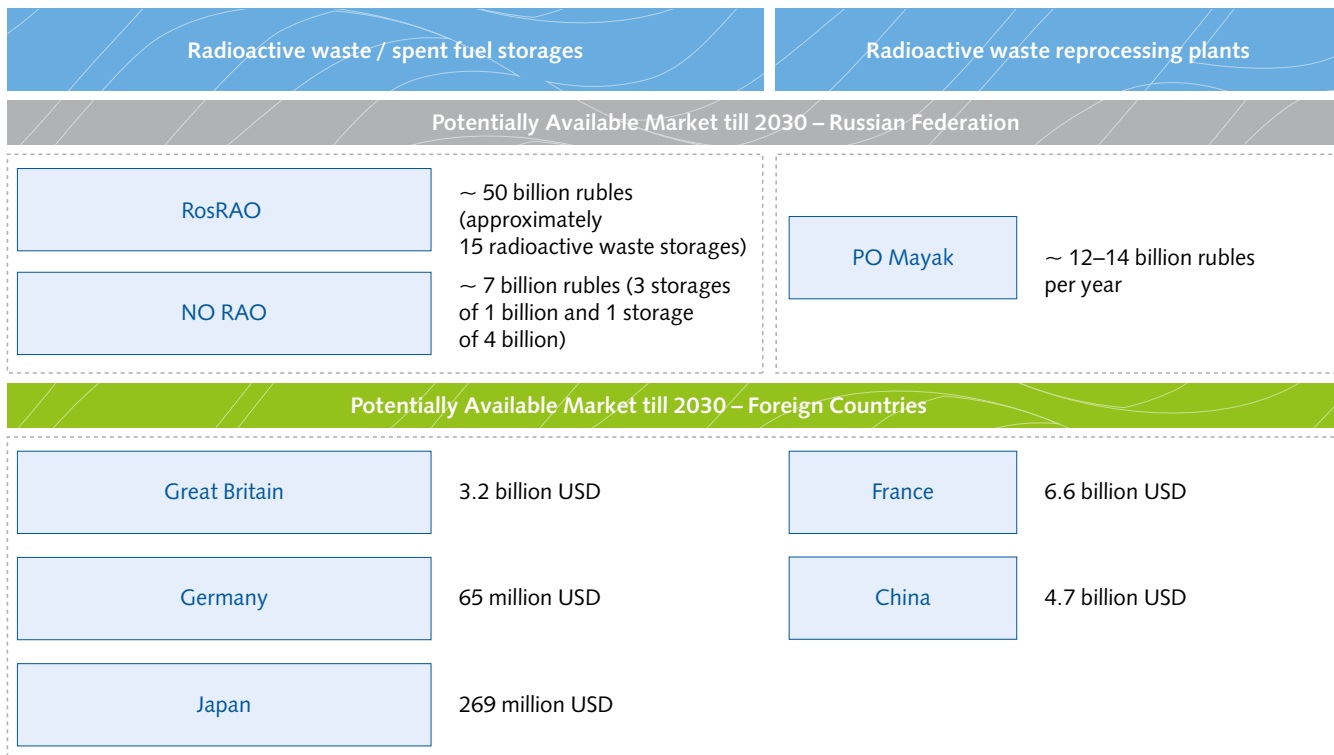 Radioactive waste / spent fuel storages
Radioactive waste reprocessing plants
Potentially Available Market till 2030 – Russian Federation
RosRAO
~ 50 billion rubles
(approximately
15 radioactive waste storages)
NO RAO
~ 7 billion rubles (3 storages
of 1 billion and 1 storage
of 4 billion)
PO Mayak
~ 12–14 billion rubles
per year
Potentially Available Market till 2030 – Foreign Countries
Great Britain
3.2 billion USD
France
6.6 billion USD
Germany
65 million USD
China
4.7 billion USD
Japan
269 million USD